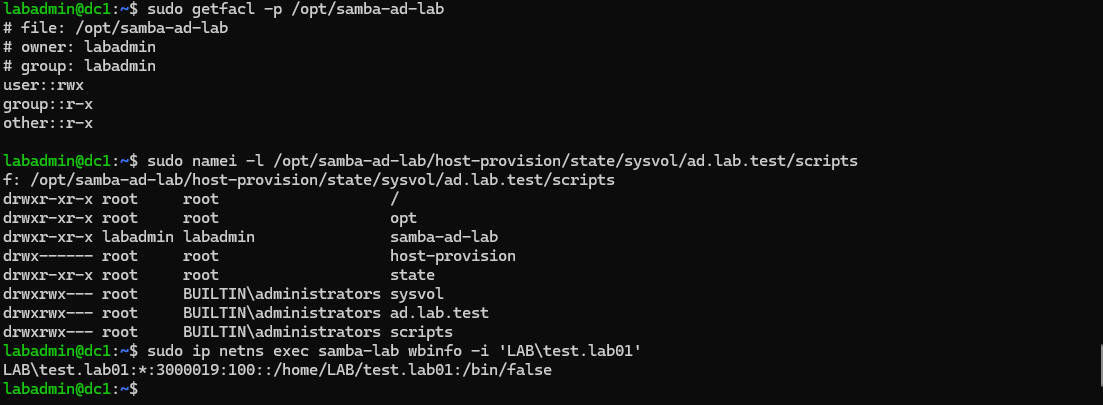 labadmin@dc1:~$ sudo getfacl -p /opt/samba-ad-lab
# file: /opt/samba-ad-lab
# owner: labadmin
# group: labadmin
user::rwx
group::r-x
other::r-x
labadmin@dc1:~$ sudo namei -l /opt/samba-ad-lab/host-provision/state/sysvol/ad.lab.test/scripts
f: /opt/samba-ad-lab/host-provision/state/sysvol/ad.lab.test/scripts
drwxr-xr-x root     root                     /
drwxr-xr-x root     root                     opt
drwxr-xr-x labadmin labadmin                 samba-ad-lab
drwx------ root     root                     host-provision
drwxr-xr-x root     root                     state
drwxrwx--- root     BUILTIN\administrators sysvol
drwxrwx--- root     BUILTIN\administrators ad.lab.test
drwxrwx--- root     BUILTIN\administrators scripts
labadmin@dc1:~$ sudo ip netns exec samba-lab wbinfo -i 'LAB\test.lab01'
LAB\test.lab01:*:3000019:100::/home/LAB/test.lab01:/bin/false
labadmin@dc1:~$